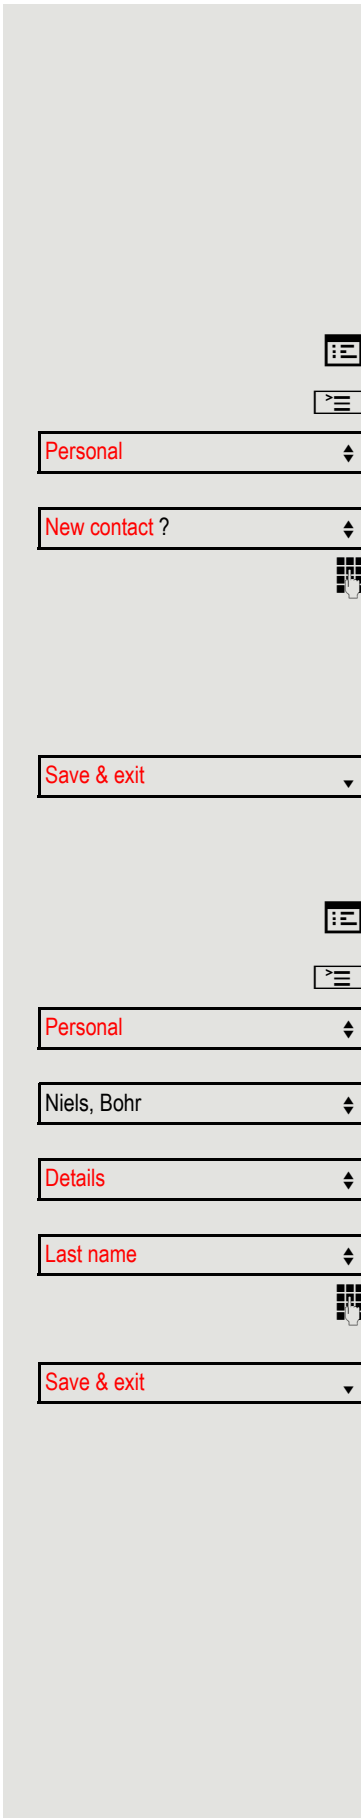 Personal
New contact ?
Save & exit
Personal
Niels, Bohr
Details
Last name
Save & exit